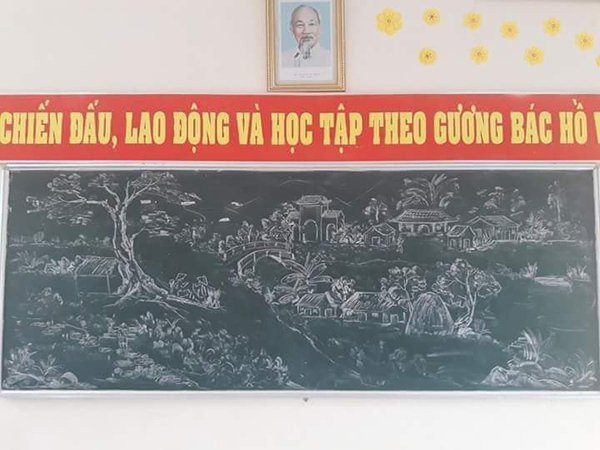 CHIẾN ĐẤU, LAO ĐỘNG VÀ HỌC TẬP THEO GƯƠNG BÁC HỒ